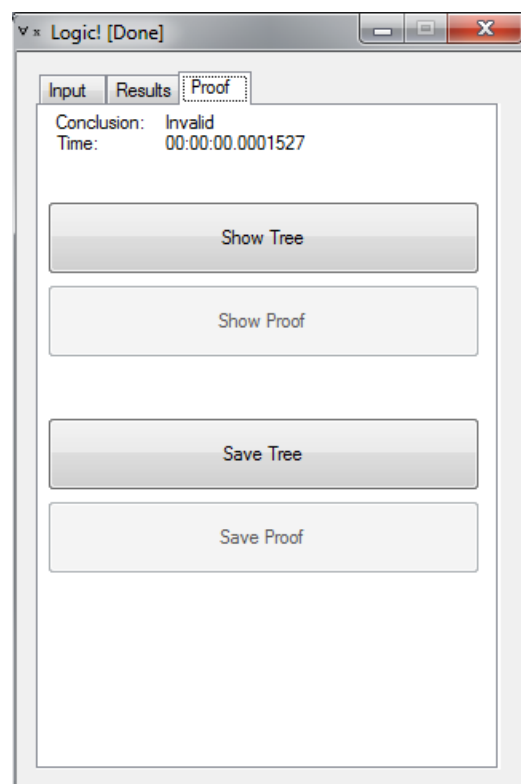 ∀ x Logic! [Done]
Input Results Proof
Conclusion: Invalid
Time: 00:00:00.0001527
Show Tree
Show Proof
Save Tree
Save Proof